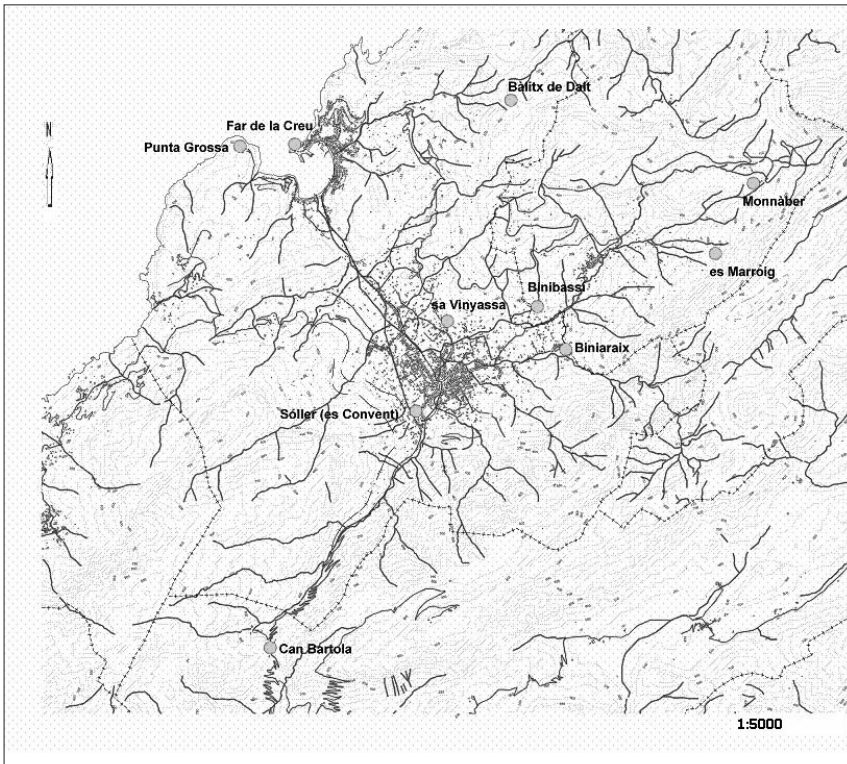 Bàlitx de Dalt
N
Far de la Creu
Punta Grossa
Monnàber
es Marroig
Binibassí
sa Vinyassa
Biniaraix
Sóller (es Convent)
Can Bartola
1:5000